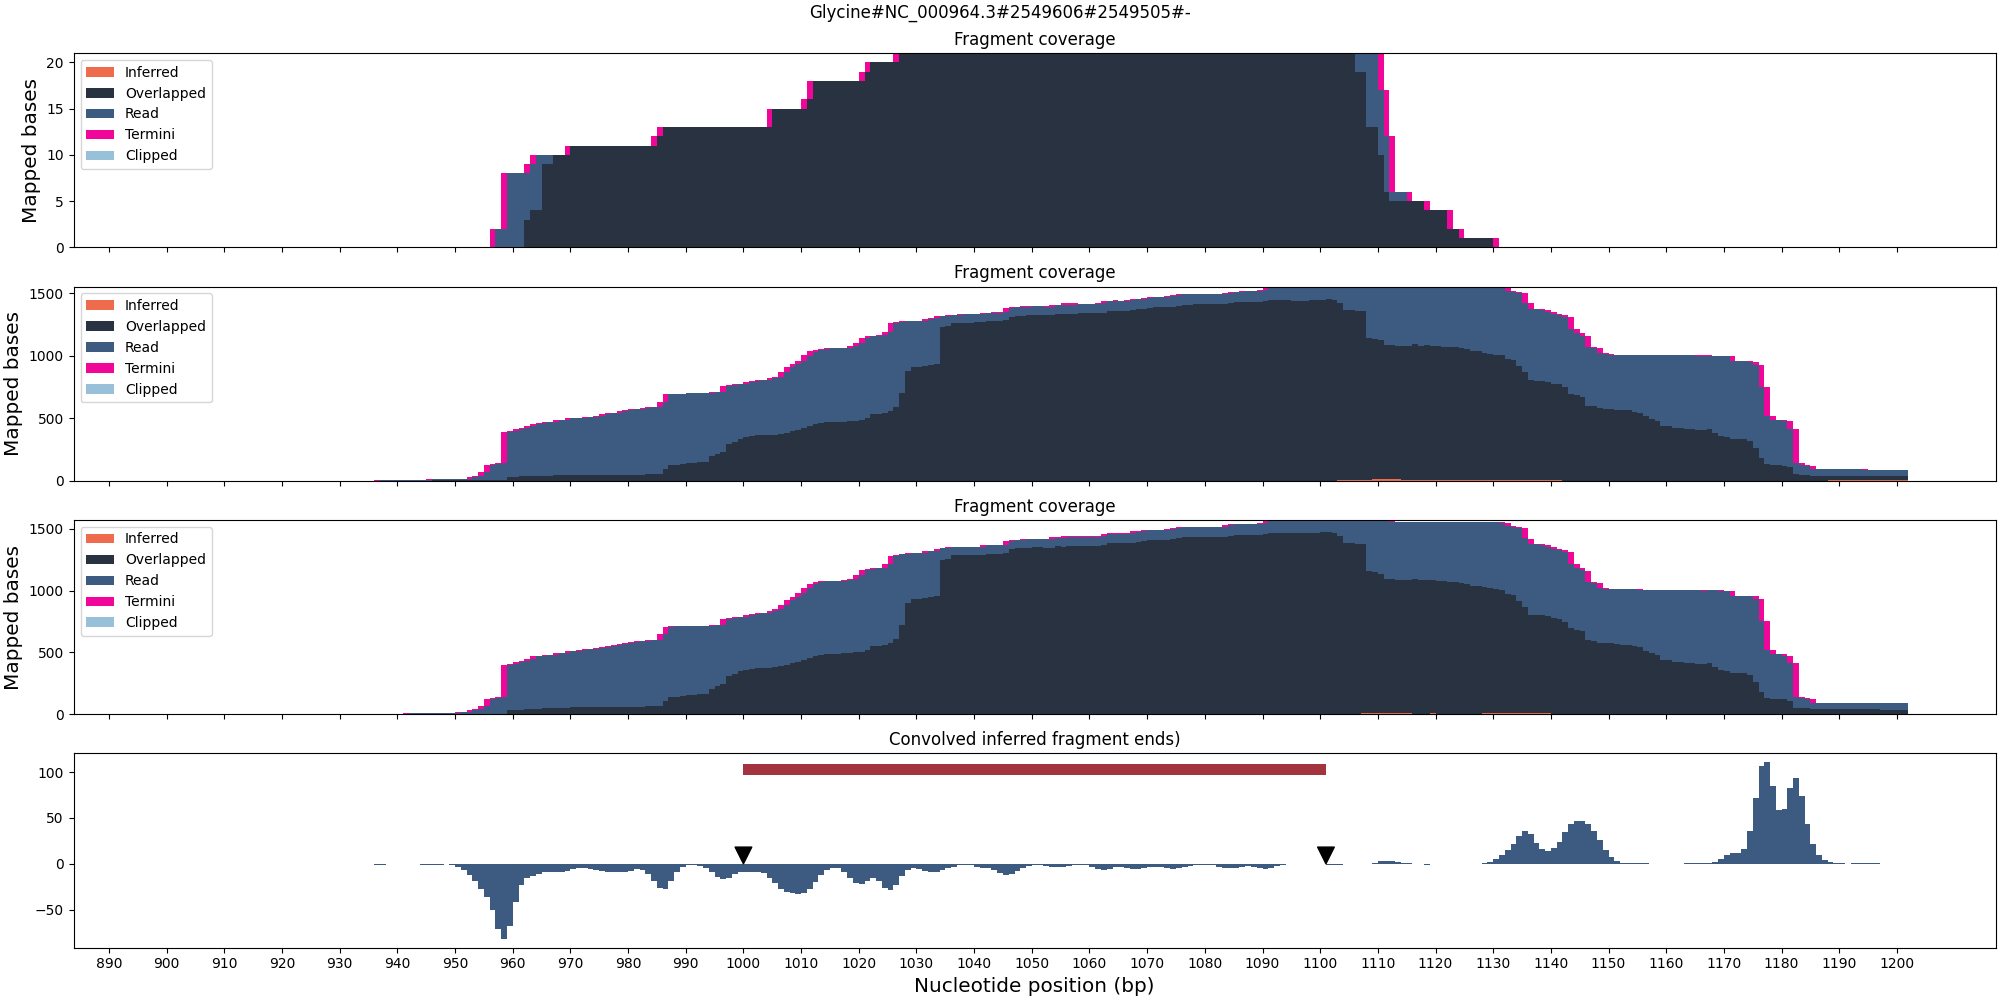 Glycine#NC_000964.3#2549606#2549505#-
Fragment coverage
Mapped bases
20
15
10
5
0
Inferred
Overlapped
Read
Termini
Clipped
Fragment coverage
Mapped bases
1500
1000
500
0
Inferred
Overlapped
Read
Termini
Clipped
Fragment coverage
Mapped bases
1500
1000
500
0
Inferred
Overlapped
Read
Termini
Clipped
Convolved inferred fragment ends)
100
50
0
−50
890 900 910 920 930 940 950 960 970 980 990 1000 1010 1020 1030 1040 1050 1060 1070 1080 1090 1100 1110 1120 1130 1140 1150 1160 1170 1180 1190 1200
Nucleotide position (bp)